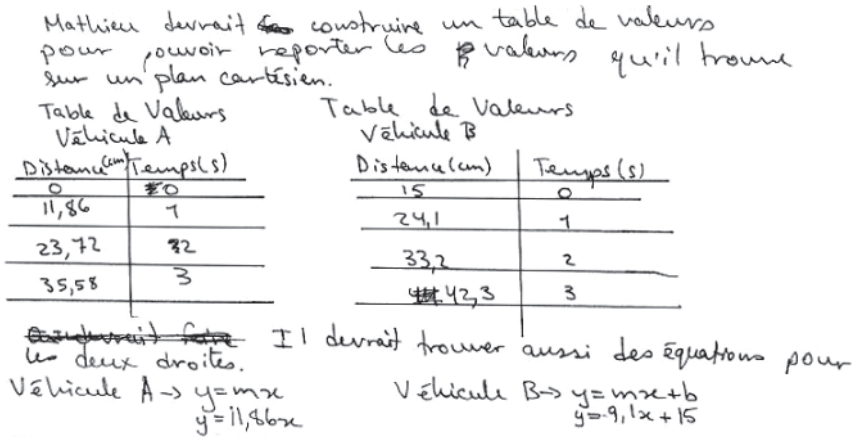 Mathieu devrait construire un table de valeurs
pour pouvoir reporter les valeurs qu'il trouve
sur un plan cartésien.
Table de Valeurs
Véhicule A
Distance (cm) Temps(s)
0 0
11,86 1
23,72 2
35,58 3
Table de Valeurs
Véhicule B
Distance (cm) Temps (s)
15 0
24,1 1
33,2 2
42,3 3
Il devrait trouver aussi des équations pour
les deux droites.
Véhicule A → y=mx
y=11,86x
Véhicule B → y=mx+b
y=9,1x+15